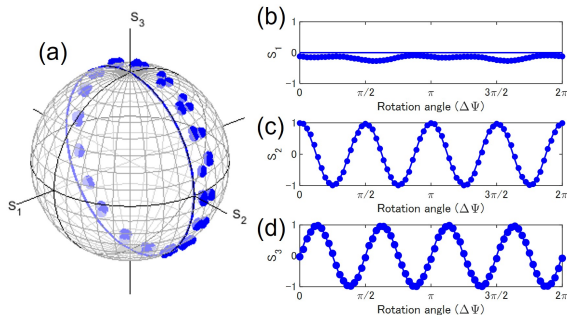 (a)
S3
S1
S2
(b)
1
0
−1
S1
0
π/2
π
3π/2
2π
Rotation angle (ΔΨ)
(c)
1
0
−1
S2
0
π/2
π
3π/2
2π
Rotation angle (ΔΨ)
(d)
1
0
−1
S3
0
π/2
π
3π/2
2π
Rotation angle (ΔΨ)